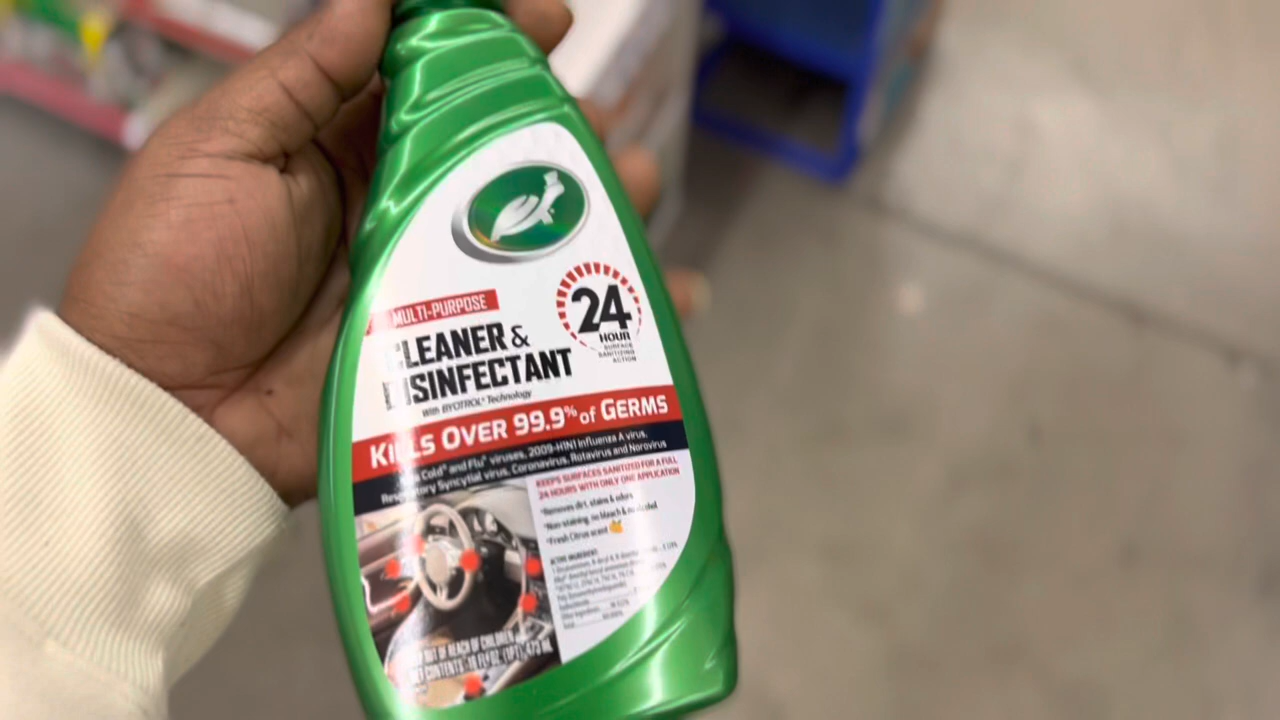 MULTI-PURPOSE
CLEANER &
DISINFECTANT
With BYOTROL® Technology
24
HOUR
SURFACE
SANITIZING
ACTION
KILLS OVER 99.9% of GERMS
Cold* and Flu* viruses, 2009-H1N1 Influenza A virus,
Respiratory Syncytial virus, Coronavirus, Rotavirus and Norovirus
KEEPS SURFACES SANITIZED FOR A FULL
24 HOURS WITH ONLY ONE APPLICATION
*Removes dirt, stains & odors
*Non-staining, no bleach & no alcohol
*Fresh Citrus scent
ACTIVE INGREDIENT:
Other Ingredients
Total
OUT OF REACH OF CHILDREN
NET CONTENTS: 16 FL OZ. (1PT) 473 mL